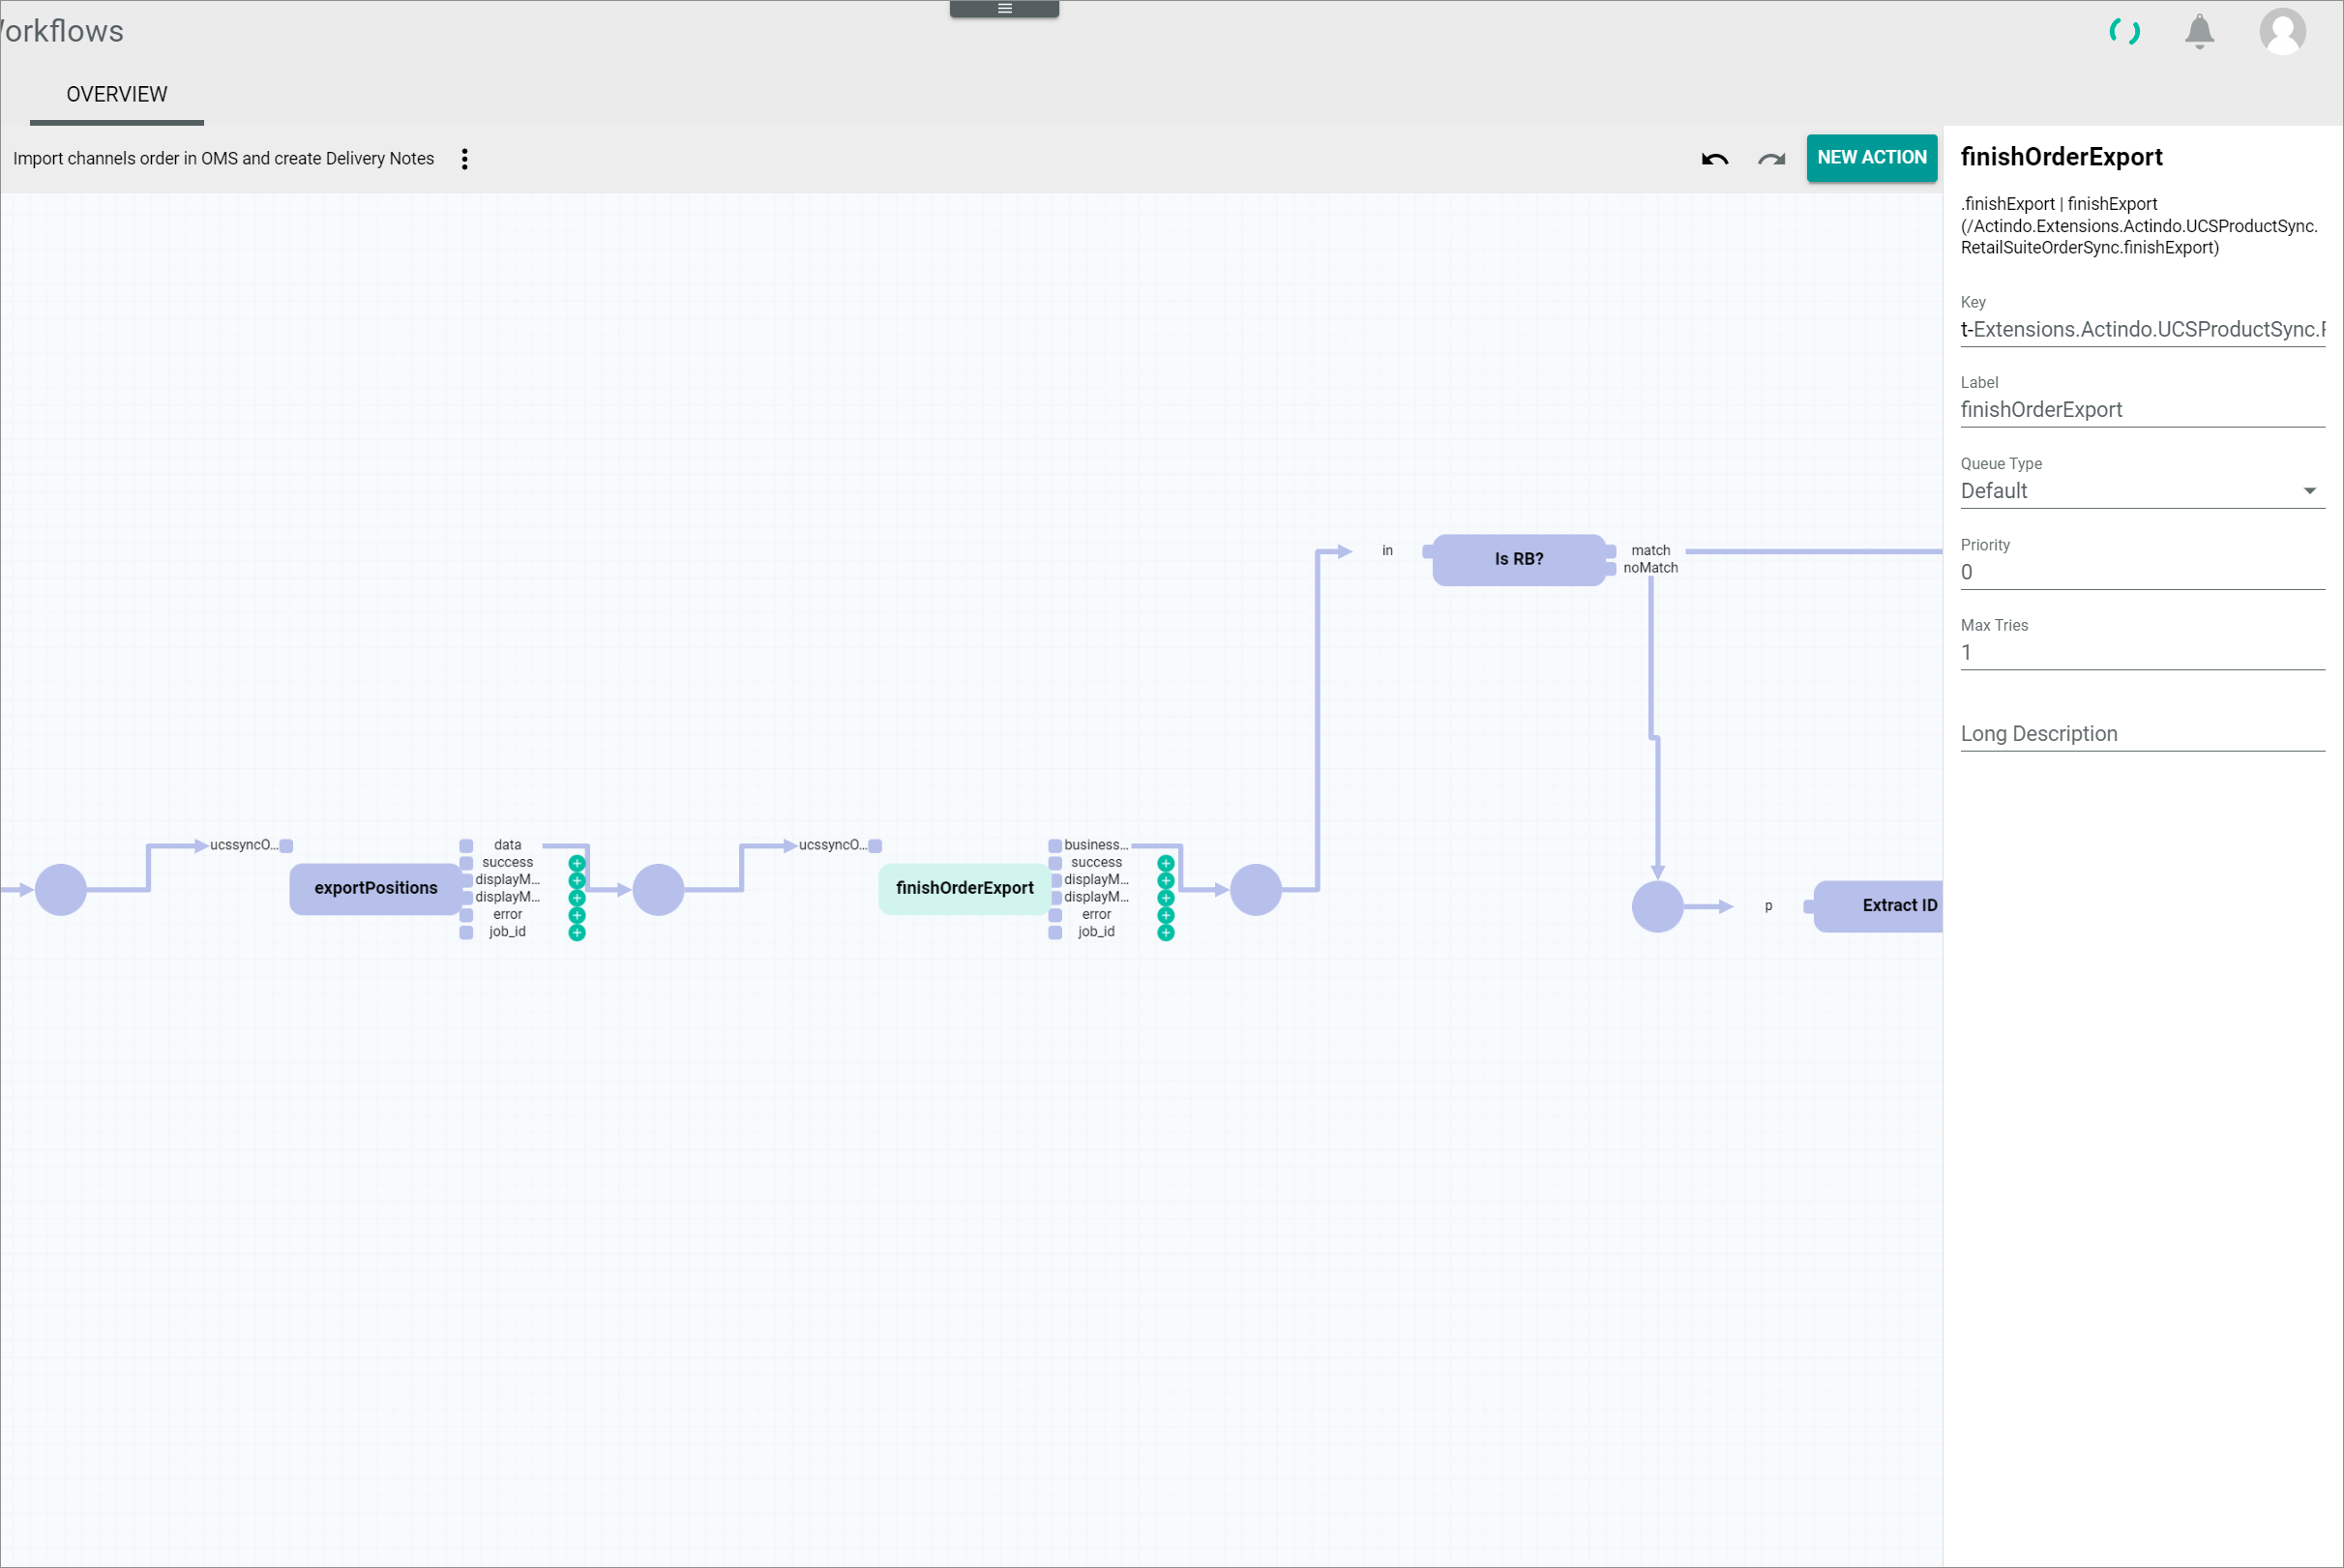 orkflows
OVERVIEW
Import channels order in OMS and create Delivery Notes
NEW ACTION
in
Is RB?
match
noMatch
ucssyncO...
exportPositions
data
success
displayM...
displayM...
error
job_id
ucssyncO...
finishOrderExport
business...
success
displayM...
displayM...
error
job_id
p
Extract ID
finishOrderExport
.finishExport | finishExport
(/Actindo.Extensions.Actindo.UCSProductSync.
RetailSuiteOrderSync.finishExport)
Key
t-Extensions.Actindo.UCSProductSync.
Label
finishOrderExport
Queue Type
Default
Priority
0
Max Tries
1
Long Description